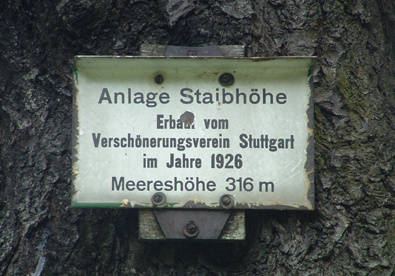 Anlage Staibhöhe
Erbaut vom
Verschönerungsverein Stuttgart
im Jahre 1926
Meereshöhe 316 m